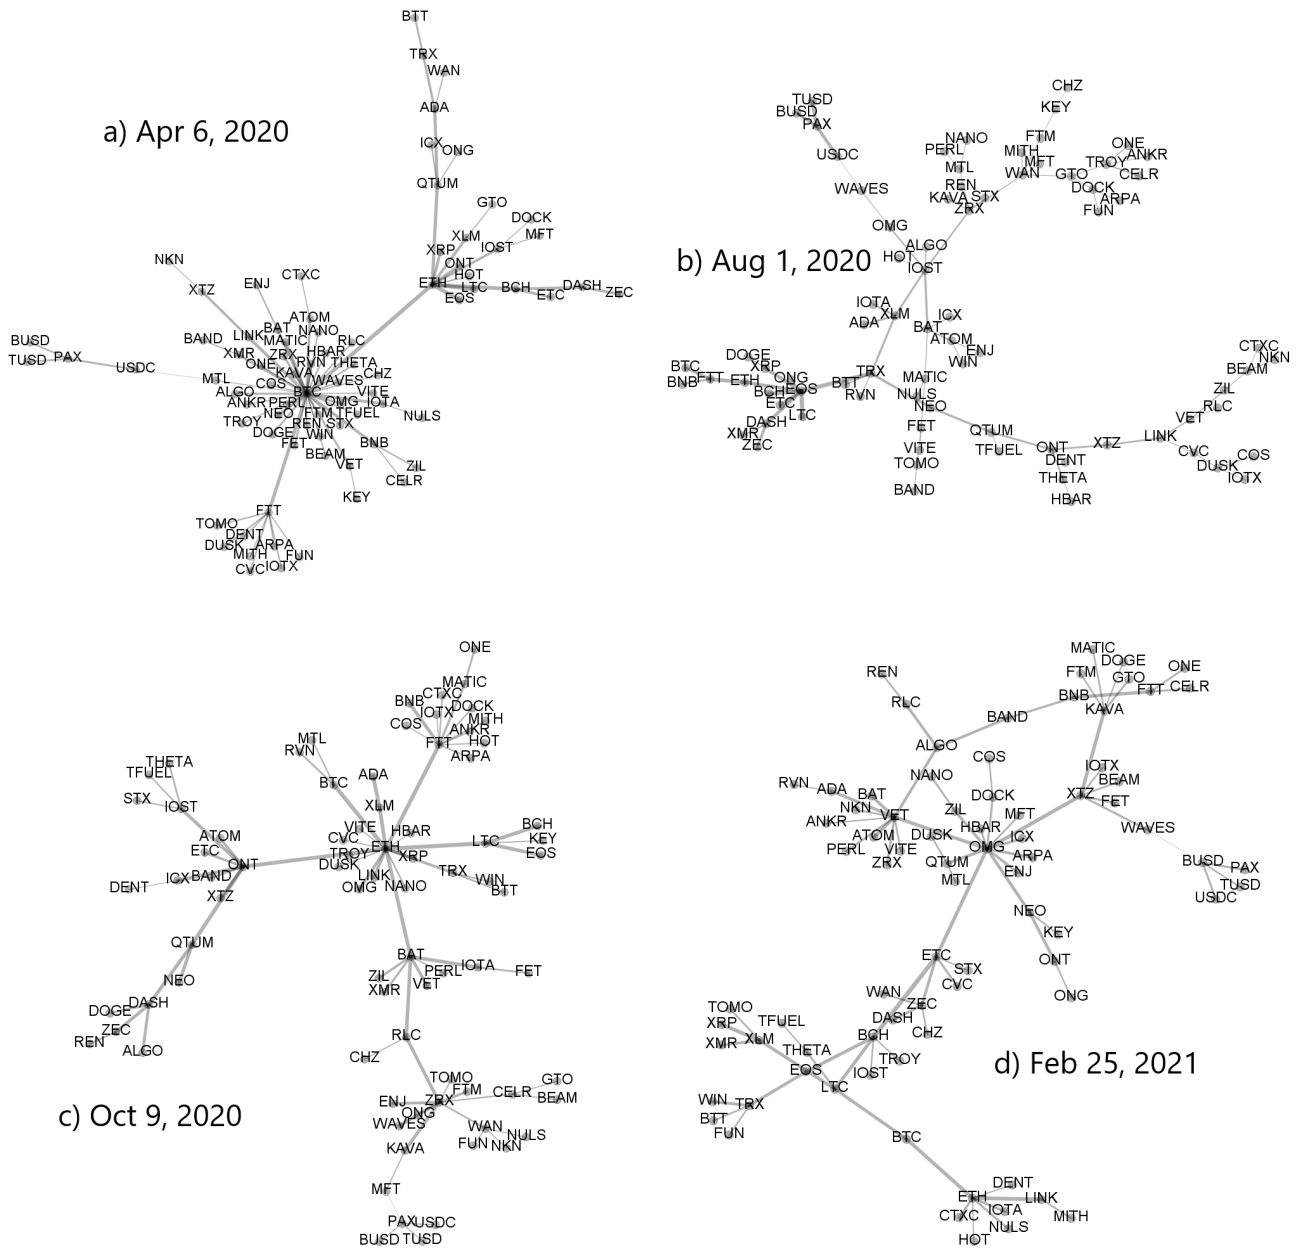 a) Apr 6, 2020
BTT
TRX
WAN
ADA
ICX
ONG
QTUM
GTO
DOCK
XLM
MFT
XRP
IOST
ONT
HOT
ETH
LTC
BCH
DASH
EOS
ETC
ZEC
NKN
XTZ
ENJ
CTXC
ATOM
BAT
NANO
BAND
LINK
MATIC
RLC
XMR
ZRX
HBAR
ONE
RVN
THETA
BUSD
TUSD
PAX
USDC
KAVA
CHZ
MTL
COS
WAVES
ALGO
BTC
VITE
ANKR
PERL
OMG
IOTA
NEO
FTM
TFUEL
NULS
TROY
REN
STX
DOGE
WIN
FET
BNB
BEAM
VET
ZIL
CELR
KEY
FTT
TOMO
DENT
DUSK
ARPA
MITH
FUN
CVC
IOTX
b) Aug 1, 2020
CHZ
TUSD
BUSD
KEY
PAX
FTM
NANO
ONE
PERL
MITH
ANKR
USDC
MFT
TROY
MTL
WAN
GTO
CELR
REN
DOCK
WAVES
KAVA
STX
ARPA
ZRX
FUN
OMG
ALGO
HOT
IOST
IOTA
XLM
ICX
ADA
BAT
ATOM
ENJ
WIN
CTXC
NKN
DOGE
BTC
XRP
BEAM
TRX
FTT
ONG
MATIC
BNB
ETH
BTT
BCH
EOS
RVN
NULS
ZIL
ETC
NEO
RLC
LTC
VET
DASH
FET
QTUM
XMR
LINK
ZEC
VITE
TFUEL
ONT
XTZ
CVC
COS
TOMO
DENT
DUSK
THETA
IOTX
BAND
HBAR
c) Oct 9, 2020
ONE
MATIC
CTXC
BNB
DOCK
IOTX
MITH
COS
ANKR
MTL
FTT
HOT
RVN
ARPA
THETA
TFUEL
ADA
BTC
STX
IOST
XLM
BCH
VITE
HBAR
ATOM
CVC
LTC
KEY
ETC
TROY
ETH
EOS
ONT
DUSK
XRP
ICX
BAND
LINK
TRX
DENT
OMG
NANO
WIN
XTZ
BTT
QTUM
BAT
PERL
IOTA
FET
ZIL
NEO
XMR
VET
DASH
DOGE
ZEC
REN
RLC
ALGO
CHZ
TOMO
GTO
FTM
CELR
ENJ
ZRX
BEAM
ONG
WAVES
WAN
NULS
KAVA
FUN
NKN
MFT
PAX
USDC
BUSD
TUSD
d) Feb 25, 2021
MATIC
DOGE
REN
FTM
ONE
GTO
BNB
FTT
CELR
RLC
KAVA
BAND
ALGO
COS
IOTX
NANO
BEAM
RVN
ADA
BAT
DOCK
XTZ
FET
NKN
ZIL
MFT
ANKR
VET
HBAR
WAVES
ATOM
DUSK
ICX
PERL
VITE
OMG
ARPA
ZRX
QTUM
ENJ
BUSD
PAX
MTL
TUSD
USDC
NEO
KEY
ETC
ONT
STX
CVC
WAN
ONG
ZEC
TOMO
DASH
XRP
TFUEL
CHZ
XMR
XLM
BCH
THETA
TROY
EOS
IOST
LTC
WIN
TRX
BTT
FUN
BTC
DENT
ETH
LINK
CTXC
IOTA
MITH
NULS
HOT